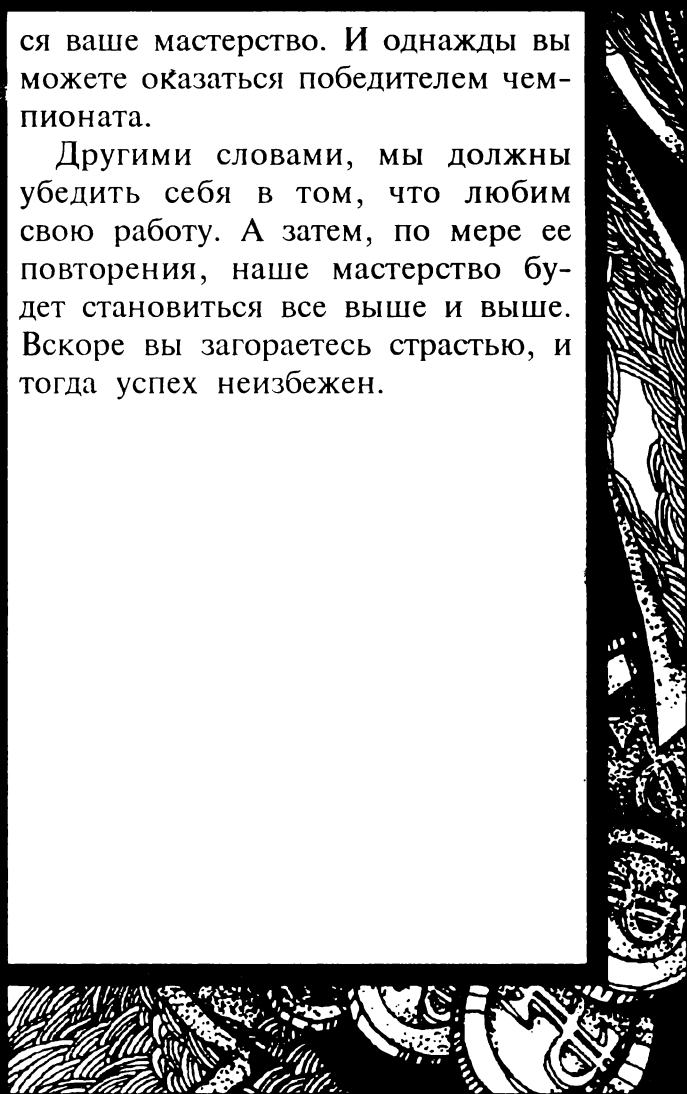 ся ваше мастерство. И однажды вы
можете оказаться победителем чем-
пионата.
Другими словами, мы должны
убедить себя в том, что любим
свою работу. А затем, по мере ее
повторения, наше мастерство бу-
дет становиться все выше и выше.
Вскоре вы загораетесь страстью, и
тогда успех неизбежен.